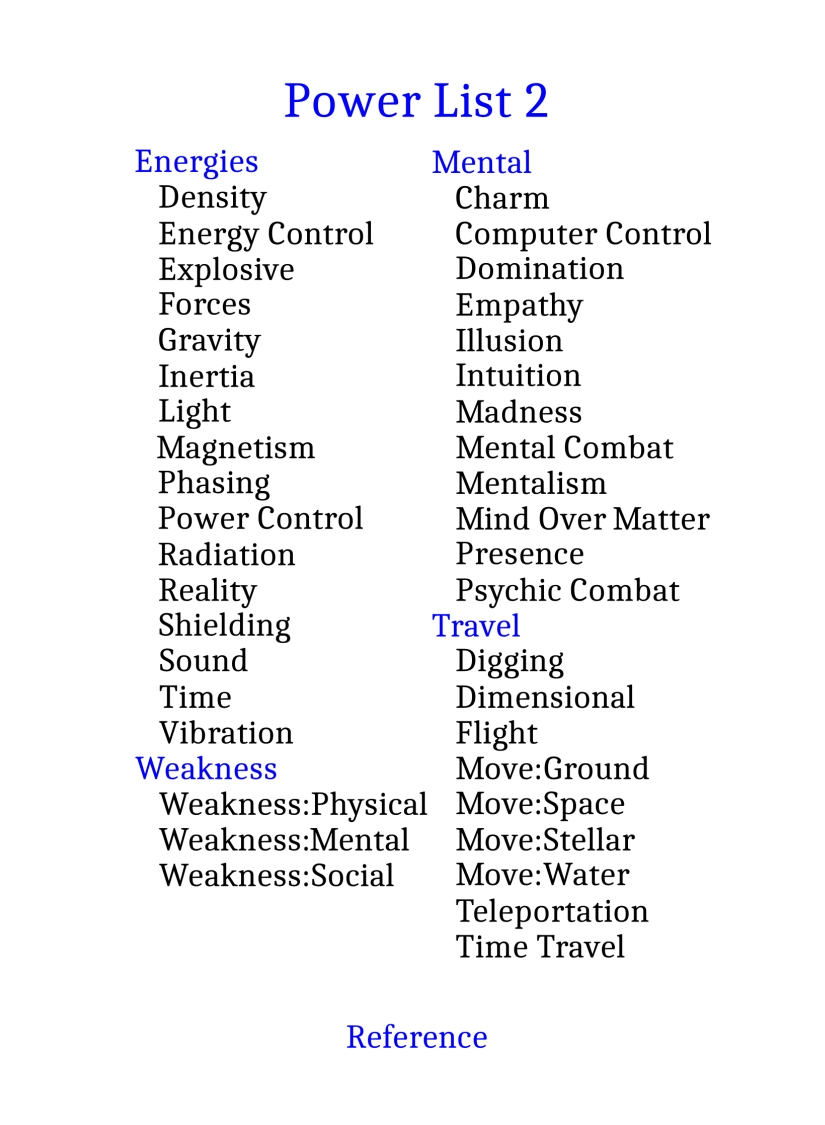 Power List 2
Energies
Density
Energy Control
Explosive
Forces
Gravity
Inertia
Light
Magnetism
Phasing
Power Control
Radiation
Reality
Shielding
Sound
Time
Vibration
Weakness
Weakness:Physical
Weakness:Mental
Weakness:Social
Mental
Charm
Computer Control
Domination
Empathy
Illusion
Intuition
Madness
Mental Combat
Mentalism
Mind Over Matter
Presence
Psychic Combat
Travel
Digging
Dimensional
Flight
Move:Ground
Move:Space
Move:Stellar
Move:Water
Teleportation
Time Travel
Reference